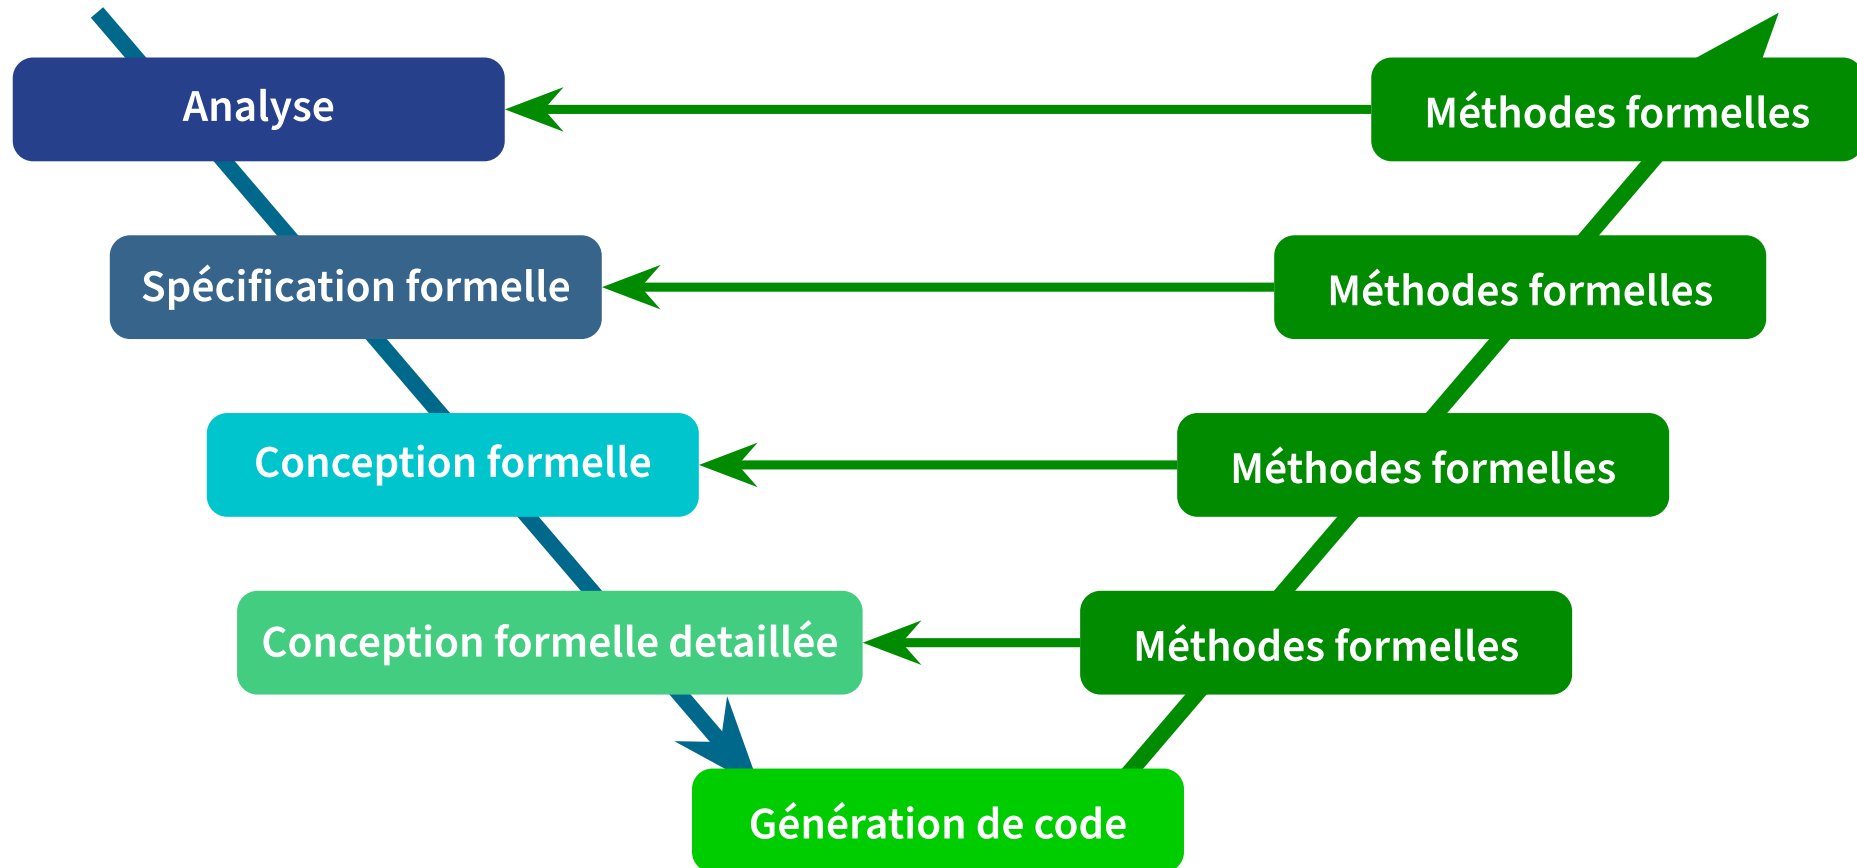 Analyse
Méthodes formelles
Spécification formelle
Méthodes formelles
Conception formelle
Méthodes formelles
Conception formelle detaillée
Méthodes formelles
Génération de code